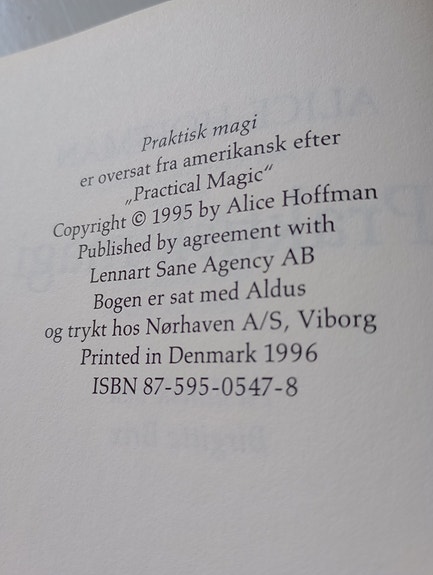 Praktisk magi
er oversat fra amerikansk efter
„Practical Magic“
Copyright © 1995 by Alice Hoffman
Published by agreement with
Lennart Sane Agency AB
Bogen er sat med Aldus
og trykt hos Nørhaven A/S, Viborg
Printed in Denmark 1996
ISBN 87-595-0547-8